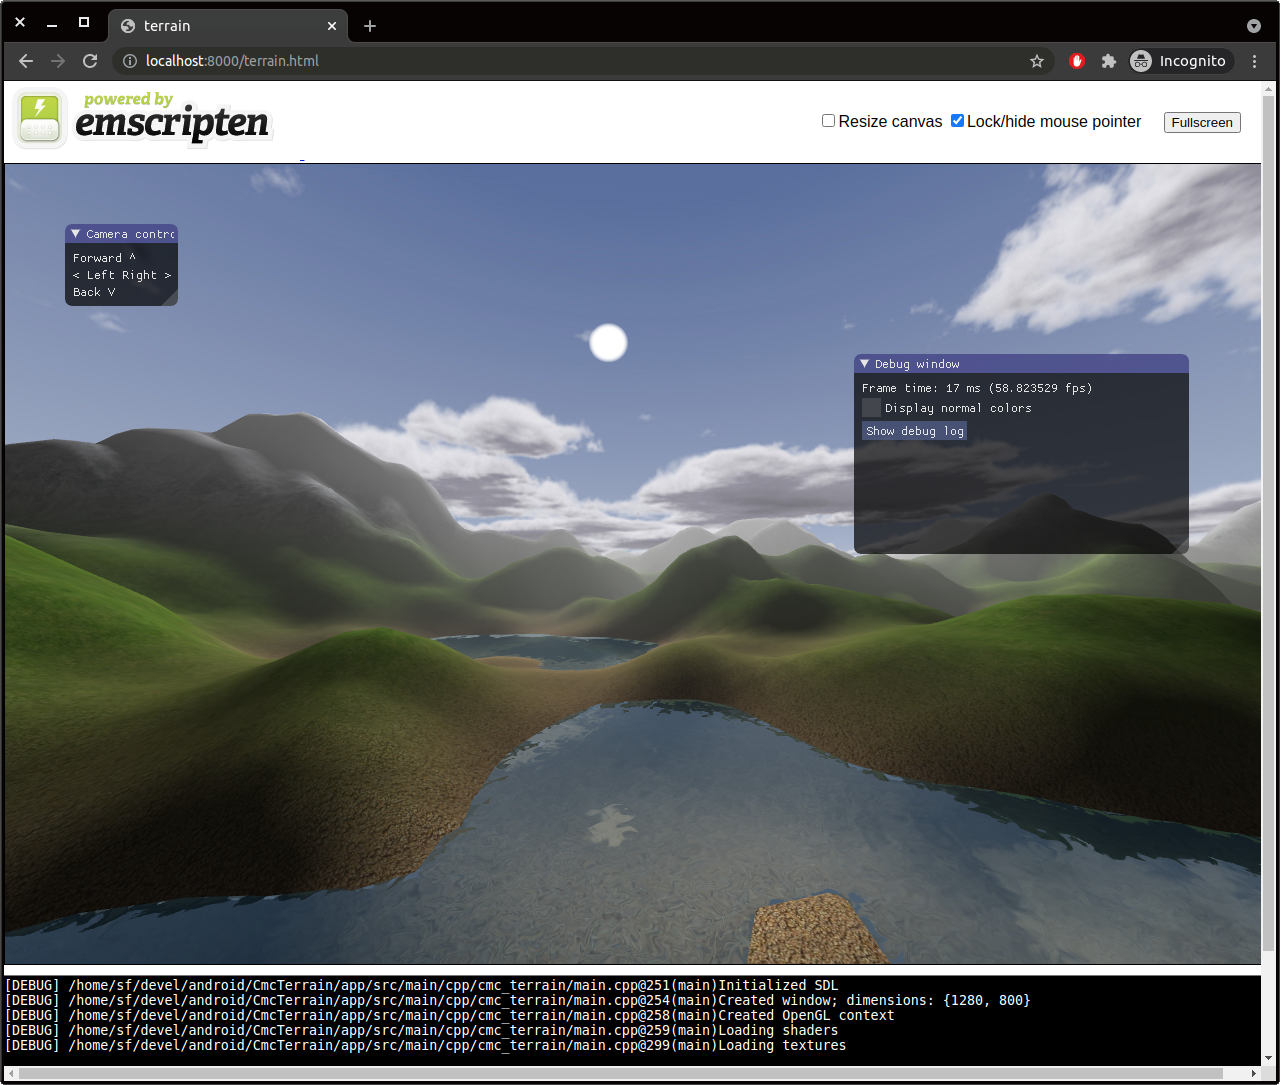 terrain
localhost:8000/terrain.html
Incognito
powered by
emscripten
Resize canvas Lock/hide mouse pointer Fullscreen
Camera contro
Forward ^
< Left Right >
Back V
Debug window
Frame time: 17 ms (58.823529 fps)
Display normal colors
Show debug log
[DEBUG] /home/sf/devel/android/CmcTerrain/app/src/main/cpp/cmc_terrain/main.cpp@251(main)Initialized SDL
[DEBUG] /home/sf/devel/android/CmcTerrain/app/src/main/cpp/cmc_terrain/main.cpp@254(main)Created window; dimensions: {1280, 800}
[DEBUG] /home/sf/devel/android/CmcTerrain/app/src/main/cpp/cmc_terrain/main.cpp@258(main)Created OpenGL context
[DEBUG] /home/sf/devel/android/CmcTerrain/app/src/main/cpp/cmc_terrain/main.cpp@259(main)Loading shaders
[DEBUG] /home/sf/devel/android/CmcTerrain/app/src/main/cpp/cmc_terrain/main.cpp@299(main)Loading textures